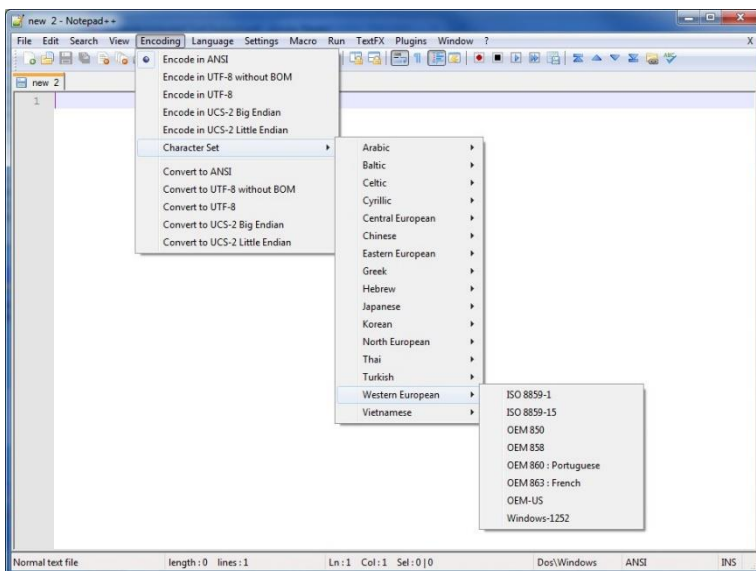 new 2 - Notepad++
File Edit Search View Encoding Language Settings Macro Run TextFX Plugins Window ? X
new 2
1
Encode in ANSI
Encode in UTF-8 without BOM
Encode in UTF-8
Encode in UCS-2 Big Endian
Encode in UCS-2 Little Endian
Character Set
Convert to ANSI
Convert to UTF-8 without BOM
Convert to UTF-8
Convert to UCS-2 Big Endian
Convert to UCS-2 Little Endian
Arabic
Baltic
Celtic
Cyrillic
Central European
Chinese
Eastern European
Greek
Hebrew
Japanese
Korean
North European
Thai
Turkish
Western European
Vietnamese
ISO 8859-1
ISO 8859-15
OEM 850
OEM 858
OEM 860 : Portuguese
OEM 863 : French
OEM-US
Windows-1252
Normal text file length : 0 lines : 1 Ln : 1 Col : 1 Sel : 0 | 0 Dos\Windows ANSI INS